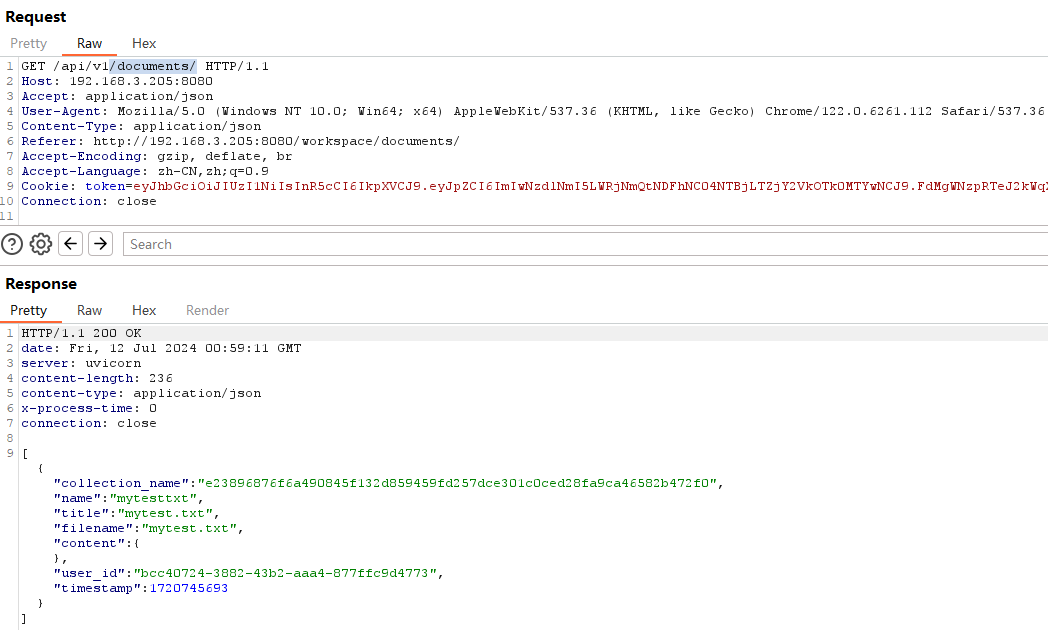 Request
Pretty Raw Hex
1 GET /api/v1/documents/ HTTP/1.1
2 Host: 192.168.3.205:8080
3 Accept: application/json
4 User-Agent: Mozilla/5.0 (Windows NT 10.0; Win64; x64) AppleWebKit/537.36 (KHTML, like Gecko) Chrome/122.0.6261.112 Safari/537.36
5 Content-Type: application/json
6 Referer: http://192.168.3.205:8080/workspace/documents/
7 Accept-Encoding: gzip, deflate, br
8 Accept-Language: zh-CN,zh;q=0.9
9 Cookie: token=eyJhbGciOiJIUzI1NiIsInR5cCI6IkpXVCJ9.eyJpZCI6ImIwNzdlNmI5LWRjNmQtNDFhNC04NTBjLTZjY2VkOTk0MTYwNCJ9.FdMgWNzpRTeJ2kWq
10 Connection: close
11
Search
Response
Pretty Raw Hex Render
1 HTTP/1.1 200 OK
2 date: Fri, 12 Jul 2024 00:59:11 GMT
3 server: uvicorn
4 content-length: 236
5 content-type: application/json
6 x-process-time: 0
7 connection: close
8
9 [
{
"collection_name":"e23896876f6a490845f132d859459fd257dce301c0ced28fa9ca46582b472f0",
"name":"mytesttxt",
"title":"mytest.txt",
"filename":"mytest.txt",
"content":{
},
"user_id":"bcc40724-3882-43b2-aaa4-877ffc9d4773",
"timestamp":1720745693
}
]